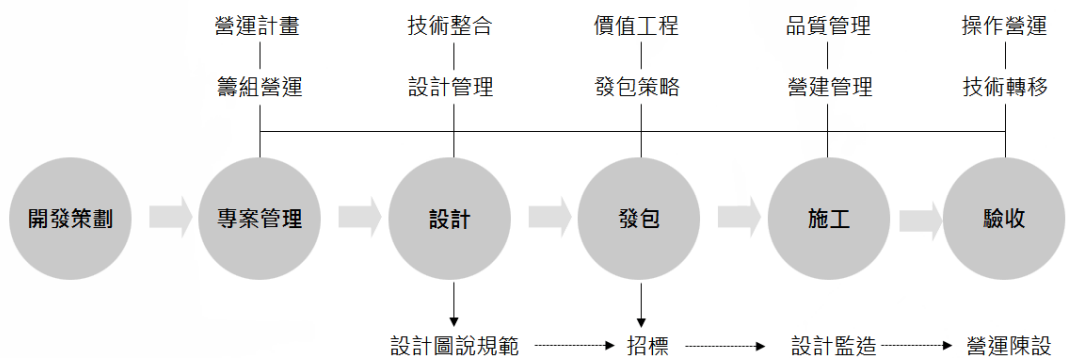 營運計畫
技術整合
價值工程
品質管理
操作營運
籌組營運
設計管理
發包策略
營建管理
技術轉移
開發策劃
專案管理
設計
發包
施工
驗收
設計圖說規範
招標
設計監造
營運陳設